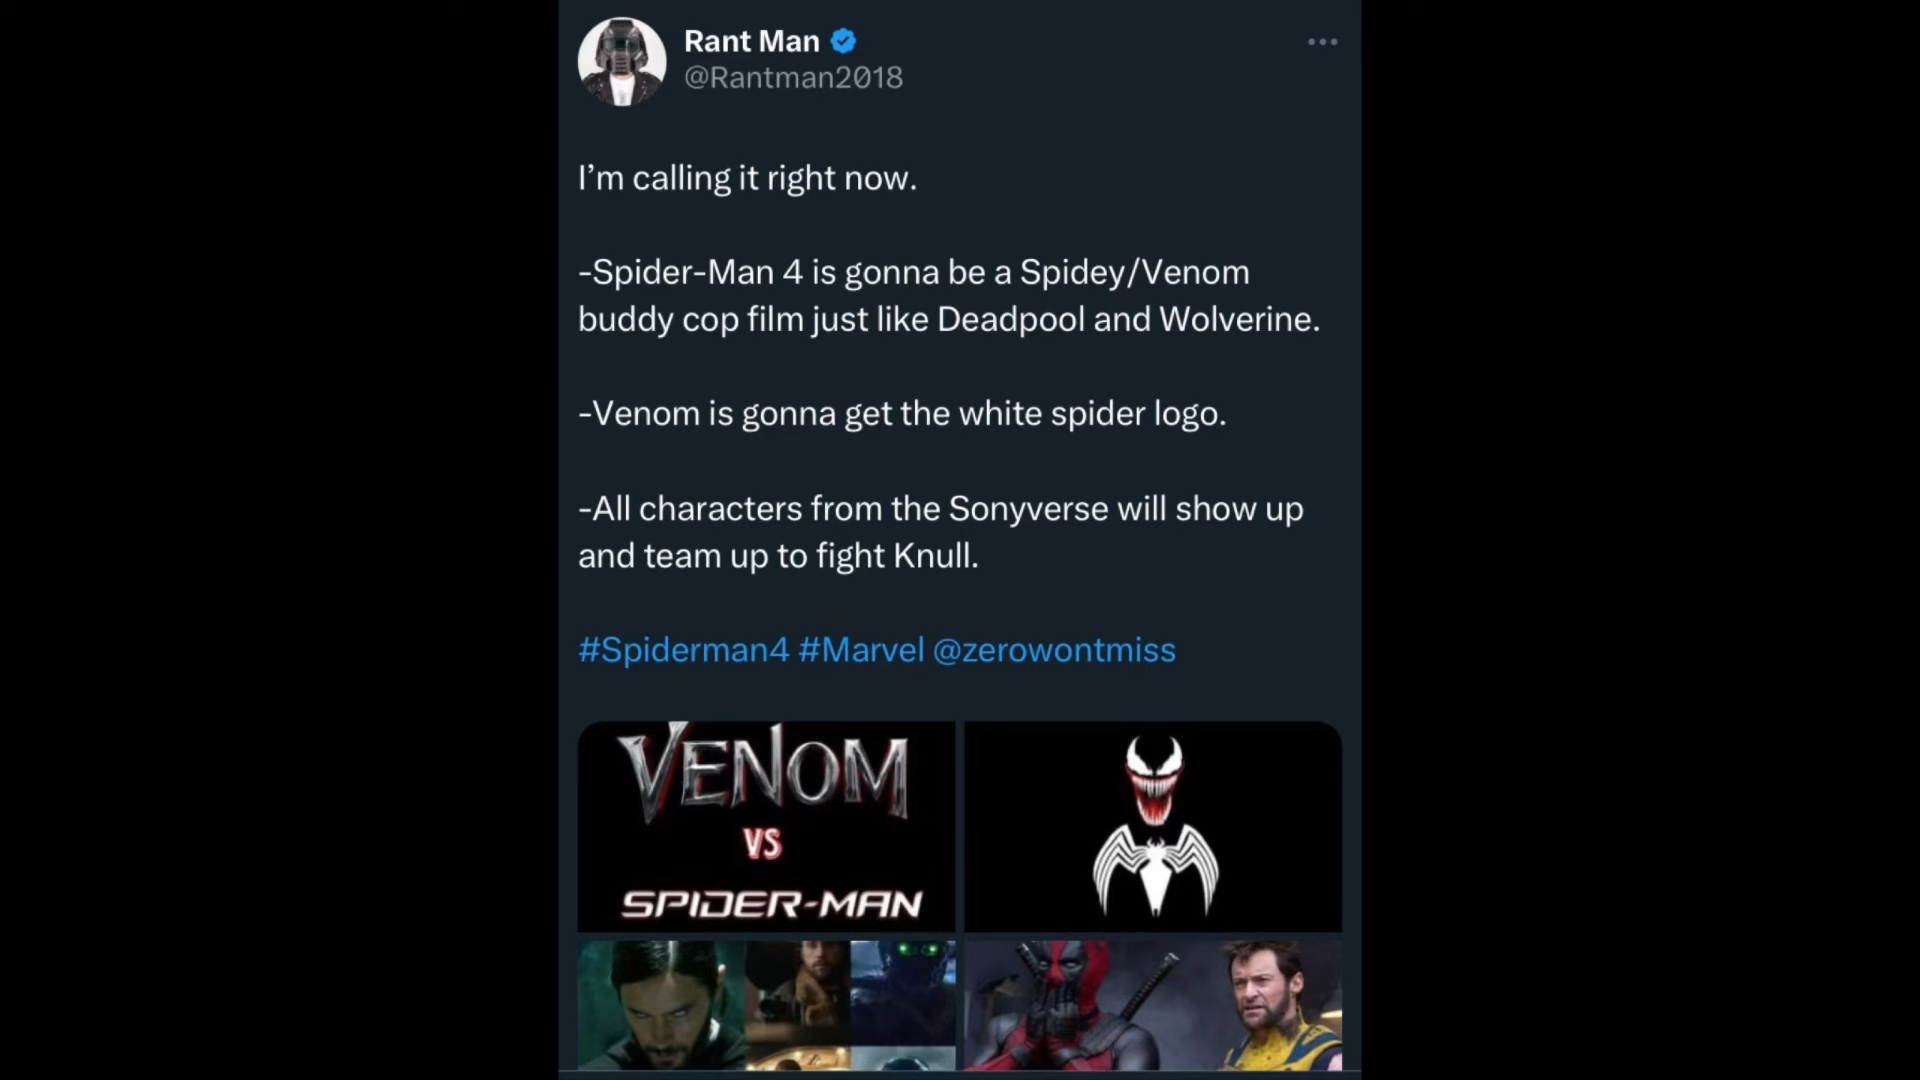 Rant Man
@Rantman2018
I’m calling it right now.
-Spider-Man 4 is gonna be a Spidey/Venom
buddy cop film just like Deadpool and Wolverine.
-Venom is gonna get the white spider logo.
-All characters from the Sonyverse will show up
and team up to fight Knull.
#Spiderman4 #Marvel @zerowontmiss
VENOM
VS
SPIDER-MAN